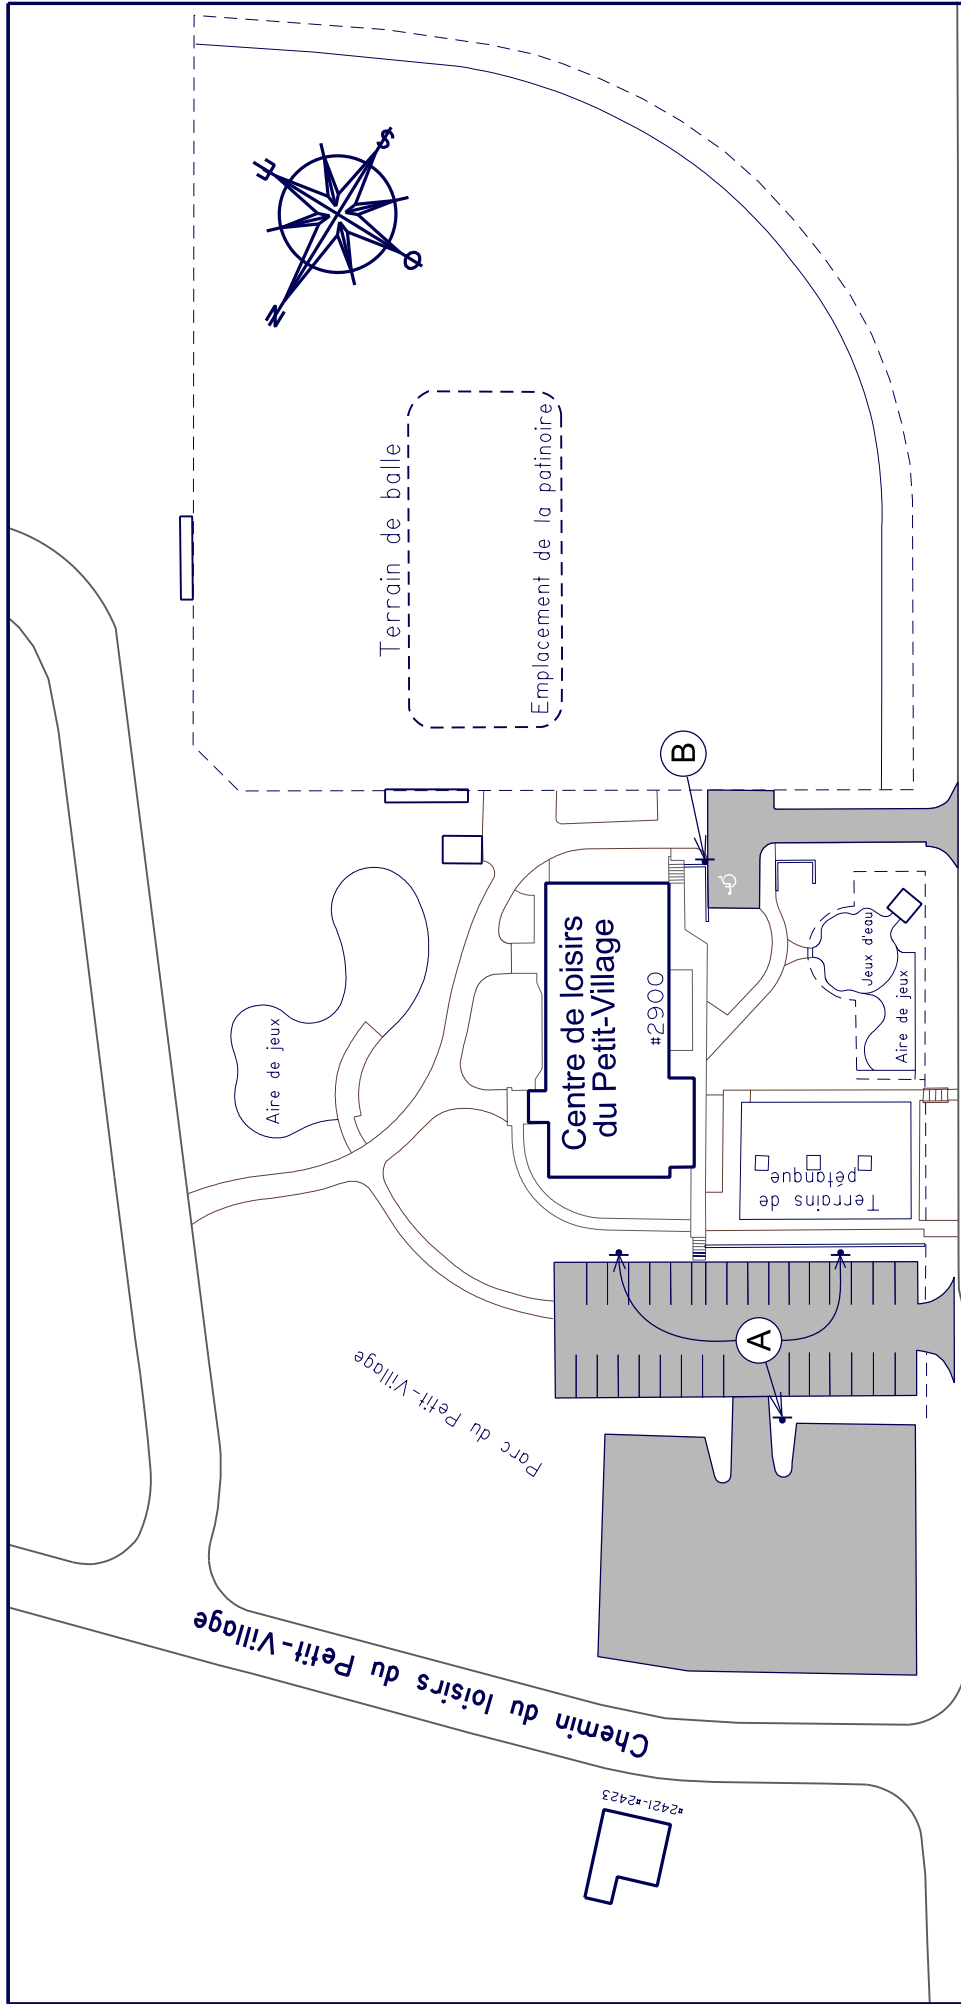 E
S
N
O
Terrain de balle
Emplacement de la patinoire
B
Centre de loisirs
du Petit-Village
#2900
Aire de jeux
Jeux d'eau
Aire de jeux
Terrains de
pétanque
A
Parc du Petit-Village
Chemin du loisirs du Petit-Village
#2421-#2423